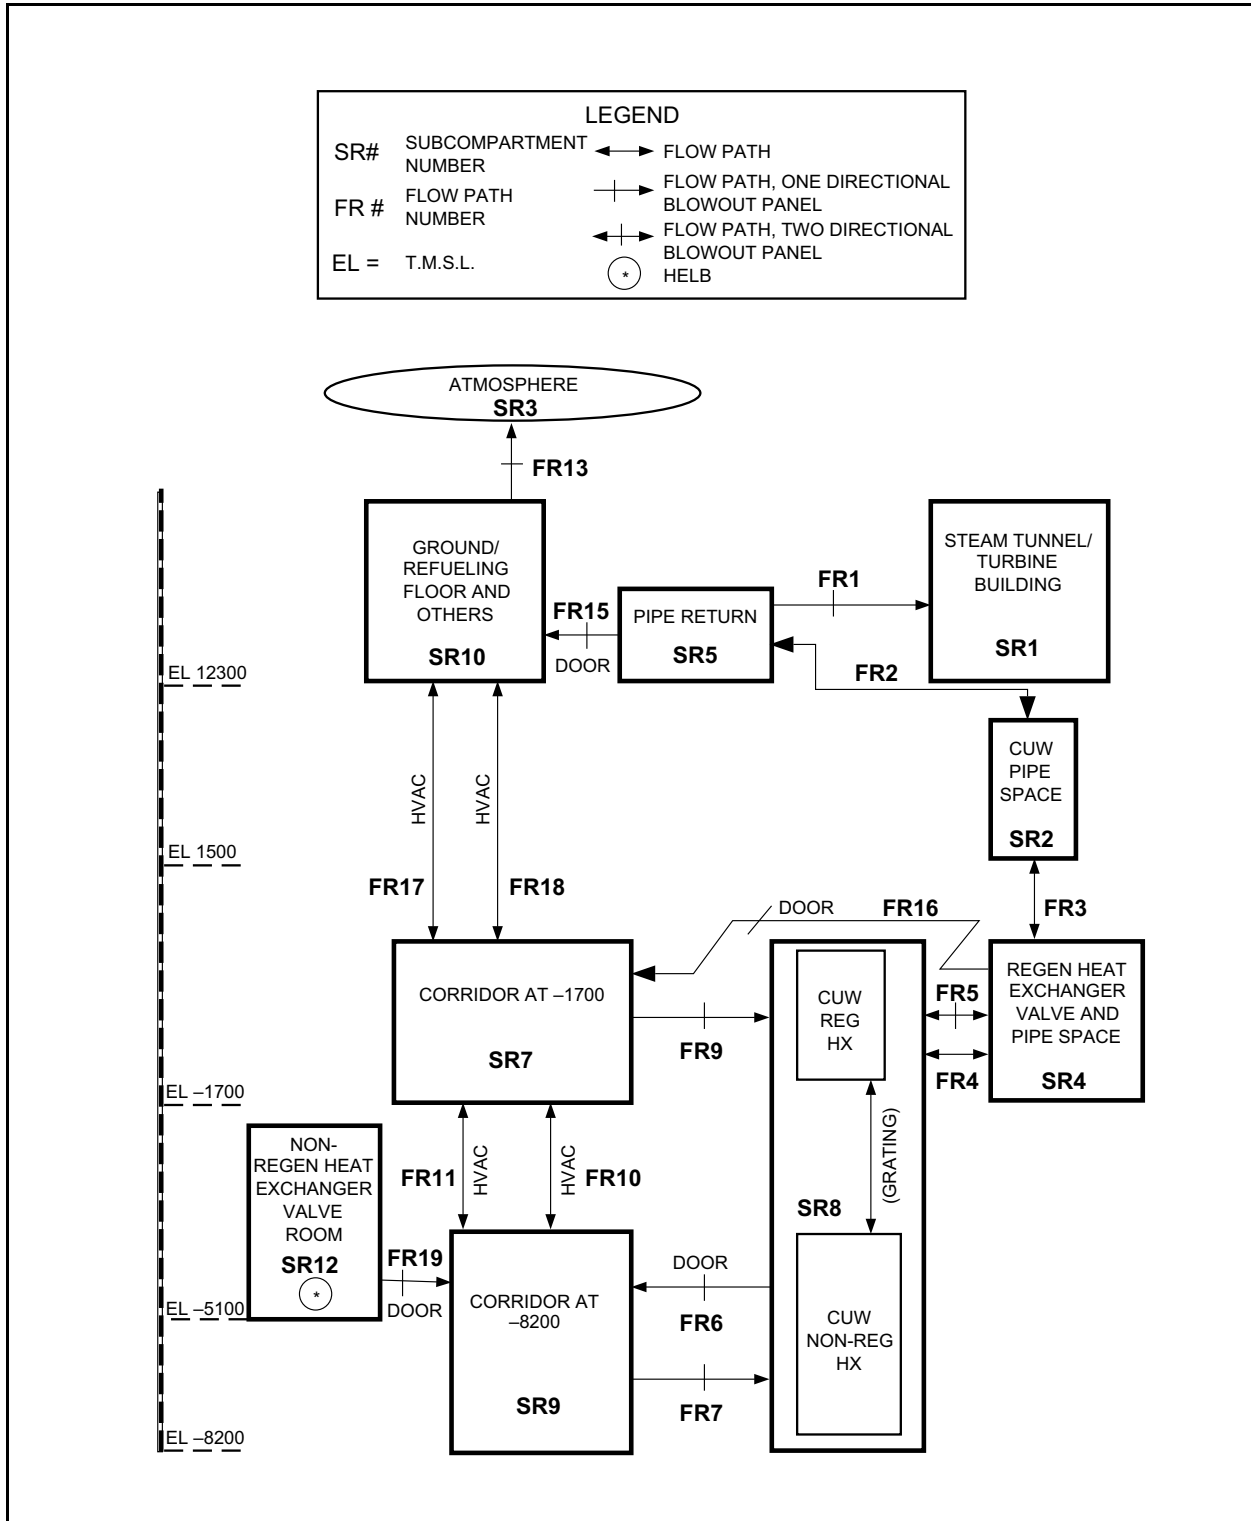 LEGEND
SR# SUBCOMPARTMENT
NUMBER
FLOW PATH
FR # FLOW PATH
NUMBER
FLOW PATH, ONE DIRECTIONAL
BLOWOUT PANEL
EL = T.M.S.L.
FLOW PATH, TWO DIRECTIONAL
BLOWOUT PANEL
* HELB
ATMOSPHERE
SR3
FR13
GROUND/
REFUELING
FLOOR AND
OTHERS
SR10
FR15
DOOR
PIPE RETURN
SR5
FR1
STEAM TUNNEL/
TURBINE
BUILDING
SR1
FR2
EL 12300
CUW
PIPE
SPACE
SR2
HVAC
HVAC
EL 1500
FR17
FR18
DOOR
FR16
FR3
CORRIDOR AT –1700
SR7
FR9
CUW
REG
HX
FR5
FR4
REGEN HEAT
EXCHANGER
VALVE AND
PIPE SPACE
SR4
EL –1700
NON-
REGEN HEAT
EXCHANGER
VALVE
ROOM
SR12
*
FR11
HVAC
HVAC
FR10
(GRATING)
SR8
FR19
DOOR
EL –5100
CORRIDOR AT
–8200
SR9
DOOR
FR6
FR7
CUW
NON-REG
HX
EL –8200